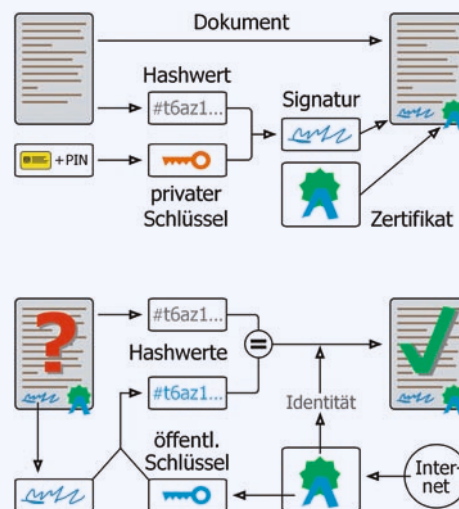 Dokument
Hashwert
#t6az1...
Signatur
+PIN
privater
Schlüssel
Zertifikat
#t6az1...
Hashwerte
#t6az1...
Identität
öffentl.
Schlüssel
Inter-
net